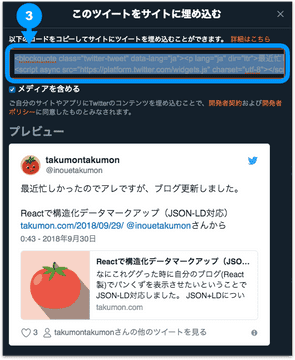 3
このツイートをサイトに埋め込む
以下のコードをコピーしてサイトにツイートを埋め込むことができます。 詳細はこちら
<blockquote class="twitter-tweet" data-lang="js"><p lang="js" dir="ltr">最近忙し
<script async src="https://platform.twitter.com/widgets.js" charset="utf-8"></scr
メディアを含める
ご自分のサイトやアプリにTwitterのコンテンツを埋め込むことで、開発者契約および開発者
ポリシーに同意したものとみなされます。
プレビュー
takumontakumon
@inouetakumon
最近忙しかったのでアレですが、ブログ更新しました。
Reactで構造化データマークアップ（JSON-LD対応）
takumon.com/2018/09/29/ @inouetakumonさんから
0:43 - 2018年9月30日
Reactで構造化データマークアップ（JSO...
なにこれググった時に自分のブログ(React
製)でパンくずを表示させたいということで
JSON-LD対応しました。 JSON+LDについ
takumon.com
3 takumontakumonさんの他のツイートを見る